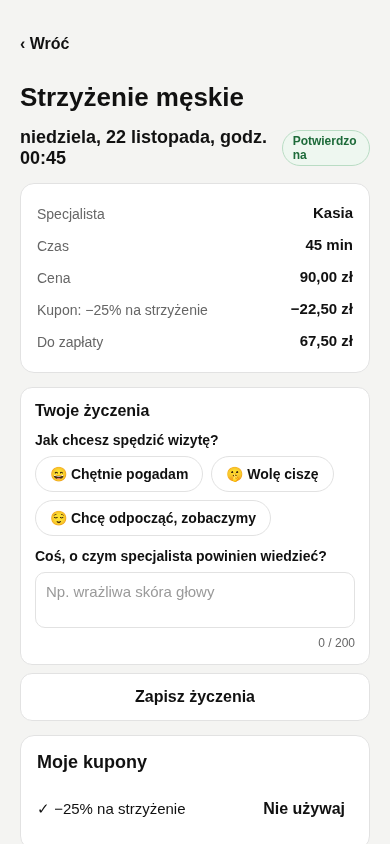 ‹ Wróć
Strzyżenie męskie
niedziela, 22 listopada, godz.
00:45
Potwierdzo
na
Specjalista Kasia
Czas 45 min
Cena 90,00 zł
Kupon: −25% na strzyżenie −22,50 zł
Do zapłaty 67,50 zł
Twoje życzenia
Jak chcesz spędzić wizytę?
😄 Chętnie pogadam 🤫 Wolę ciszę
😌 Chcę odpocząć, zobaczymy
Coś, o czym specjalista powinien wiedzieć?
Np. wrażliwa skóra głowy
0 / 200
Zapisz życzenia
Moje kupony
✓ −25% na strzyżenie Nie używaj